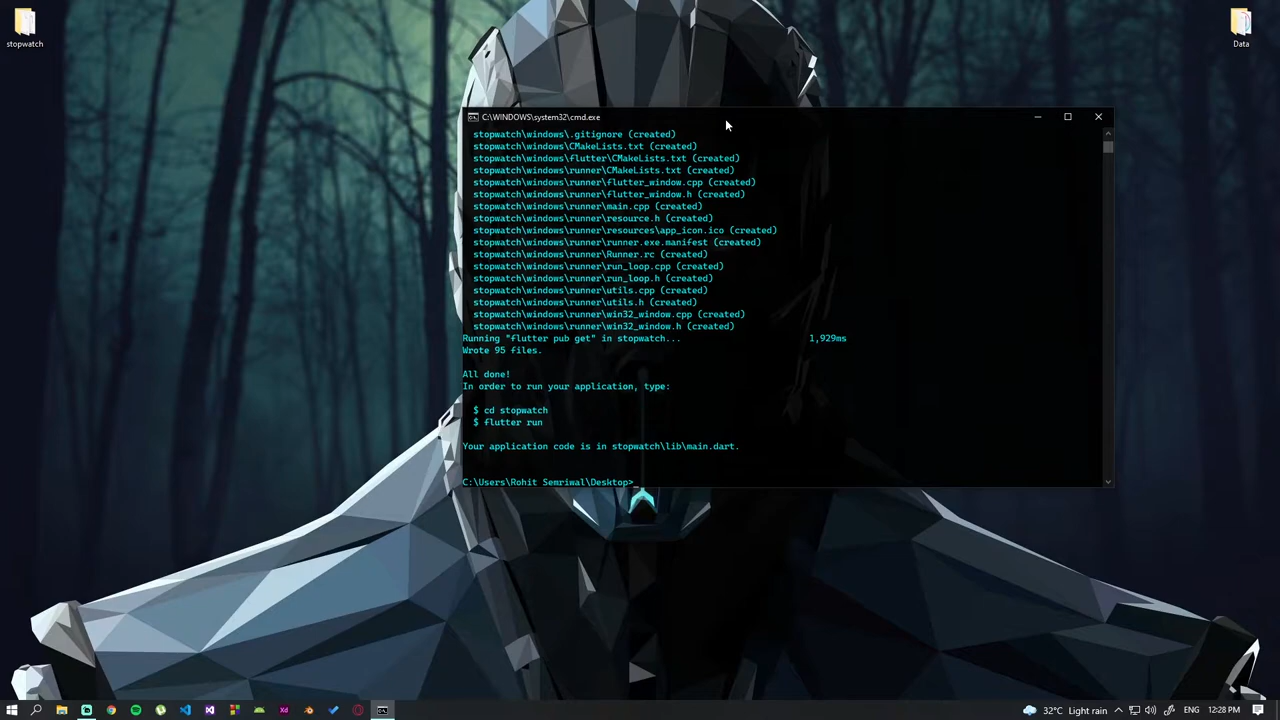 stopwatch
Data
C:\WINDOWS\system32\cmd.exe
stopwatch\windows\.gitignore (created)
stopwatch\windows\CMakeLists.txt (created)
stopwatch\windows\flutter\CMakeLists.txt (created)
stopwatch\windows\runner\CMakeLists.txt (created)
stopwatch\windows\runner\flutter_window.cpp (created)
stopwatch\windows\runner\flutter_window.h (created)
stopwatch\windows\runner\main.cpp (created)
stopwatch\windows\runner\resource.h (created)
stopwatch\windows\runner\resources\app_icon.ico (created)
stopwatch\windows\runner\runner.exe.manifest (created)
stopwatch\windows\runner\Runner.rc (created)
stopwatch\windows\runner\run_loop.cpp (created)
stopwatch\windows\runner\run_loop.h (created)
stopwatch\windows\runner\utils.cpp (created)
stopwatch\windows\runner\utils.h (created)
stopwatch\windows\runner\win32_window.cpp (created)
stopwatch\windows\runner\win32_window.h (created)
Running "flutter pub get" in stopwatch... 1,929ms
Wrote 95 files.
All done!
In order to run your application, type:
$ cd stopwatch
$ flutter run
Your application code is in stopwatch\lib\main.dart.
C:\Users\Rohit Semriwal\Desktop>_
32°C Light rain ENG 12:28 PM